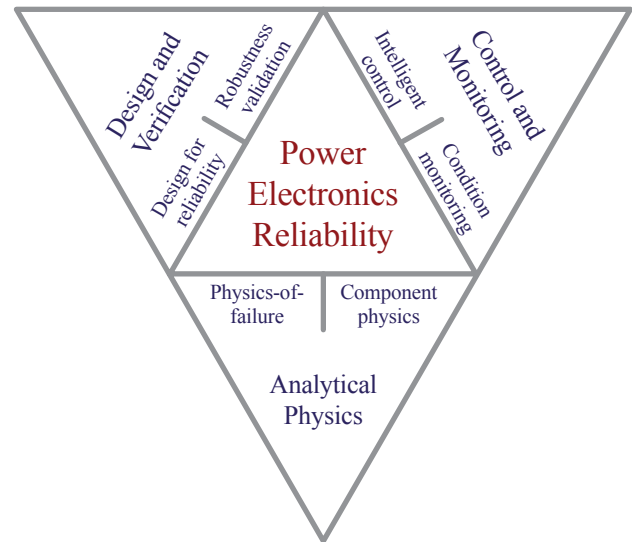 Design and
Verification
Robustness
validation
Design for
reliability
Intelligent
control
Control and
Monitoring
Condition
monitoring
Power
Electronics
Reliability
Physics-of-
failure
Component
physics
Analytical
Physics